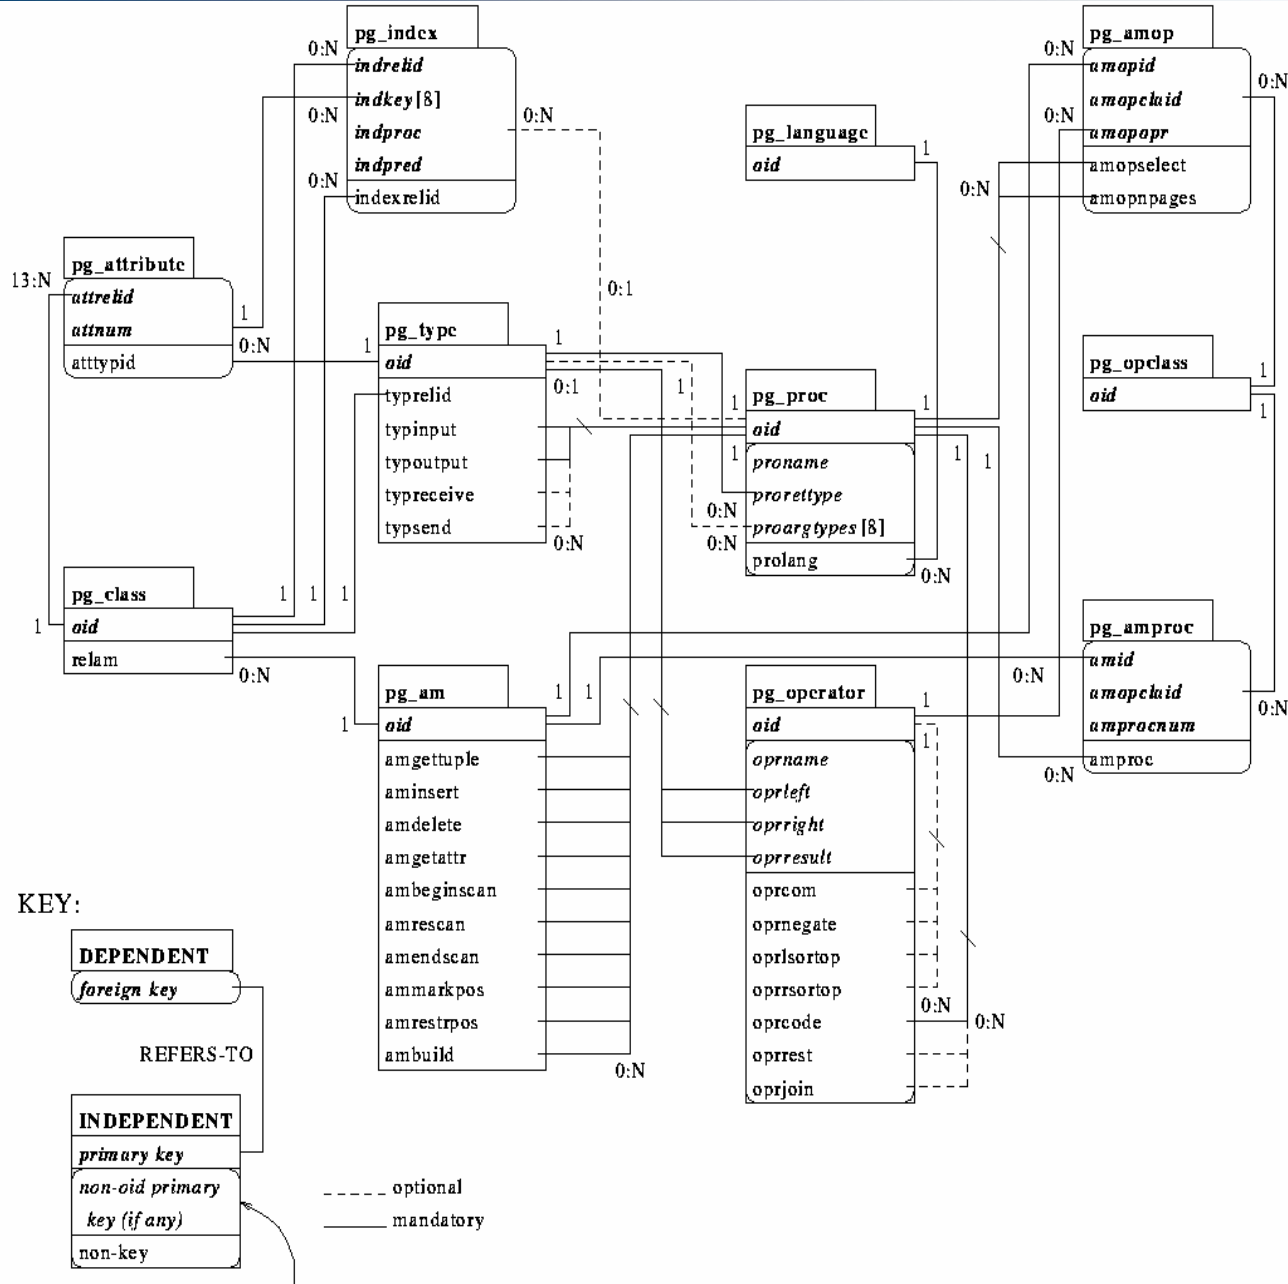 pg_index
indrelid
indkey [8]
indproc
indpred
indexrelid
0:N
0:N
0:N
0:N
0:1
pg_attribute
attrelid
attnum
atttypid
13:N
1
0:N
pg_type
oid
typrelid
typinput
typoutput
typreceive
typsend
1
1
0:1
1
0:N
pg_class
oid
relam
1
1
1
1
0:N
pg_am
oid
amgettuple
aminsert
amdelete
amgetattr
ambeginscan
amrescan
amendscan
ammarkpos
amrestrpos
ambuild
1
1
1
0:N
pg_language
oid
1
pg_proc
oid
proname
prorettype
proargtypes [8]
prolang
1
1
0:N
0:N
1
1
1
0:N
pg_operator
oid
oprname
oprleft
oprright
oprresult
oprcom
oprnegate
oprlsortop
oprrsortop
oprcode
oprrest
oprjoin
1
1
0:N
0:N
pg_amop
amopid
amopclaid
amopopr
amopselect
amopnpages
0:N
0:N
0:N
0:N
pg_opclass
oid
1
1
pg_amproc
amid
amopclaid
amprocnum
amproc
0:N
0:N
0:N
KEY:
DEPENDENT
foreign key
REFERS-TO
INDEPENDENT
primary key
non-oid primary
key (if any)
non-key
optional
mandatory